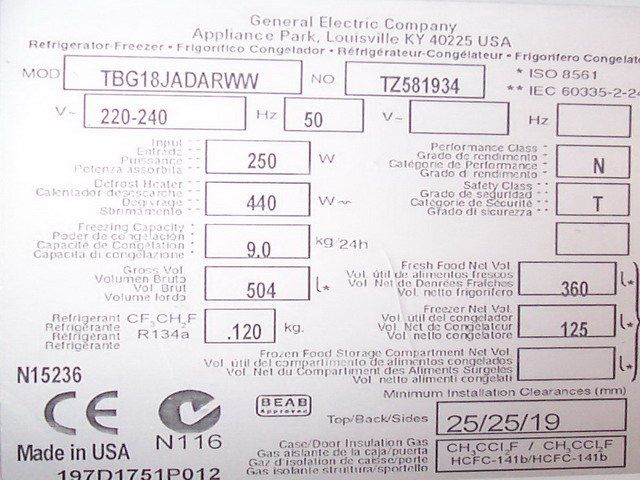 General Electric Company
Appliance Park, Louisville KY 40225 USA
Refrigerator-Freezer • Frigorífico Congelador • Réfrigérateur-Congélateur • Frigorifero Congelato
MOD TBG18JADARWW NO TZ581934 * ISO 8561
** IEC 60335-2-24
V~ 220-240 Hz 50 V~ Hz
Input **
Entrada **
Puissance **
Potenza assorbita **
250 W
Performance Class *
Grado de rendimiento *
Catégorie de Performance *
Grado di rendimento *
N
Defrost Heater **
Calentador-descescarche **
Dégivrage **
Sbrinamento **
440 W~
Safety Class **
Grado de seguridad **
Catégorie de Sécurité **
Grado di sicurezza **
T
Freezing Capacity *
Poder de congelación *
Capacité de Congélation *
Capacità di congelazione *
9.0 kg/24h
Gross Vol.
Volumen Bruto
Vol. Brut
Volume lordo
504 l*
Fresh Food Net Vol.
Vol. útil de alimentos frescos
Vol. Net de Denrées Fraîches
Vol. netto frigorifero
360 l*
Refrigerant CF3CH2F
Refrigerante R134a
Réfrigérante
Refrigerante
.120 kg.
Freezer Net Vol.
Vol. útil del congelador
Vol. Net de Congélateur
Vol. netto congelatore
125 l*
Frozen Food Storage Compartment Net Vol.
Vol. útil del compartimento de alimentos congelados
Vol. Net du Compartment des Aliments Surgelés
Vol. netto alimenti congelati
l*
N15236
CE
N116
BEAB
Approved
Minimum Installation Clearances (mm)
Top/Back/Sides 25/25/19
Made in USA
197D1751P012
Case/Door Insulation Gas
Gas aislante de la caja/puerta
Gaz d'isolation de caisse/porte
Gas isolante struttura/sportello
CH3CCl2F / CH3CCl2F
HCFC-141b/HCFC-141b